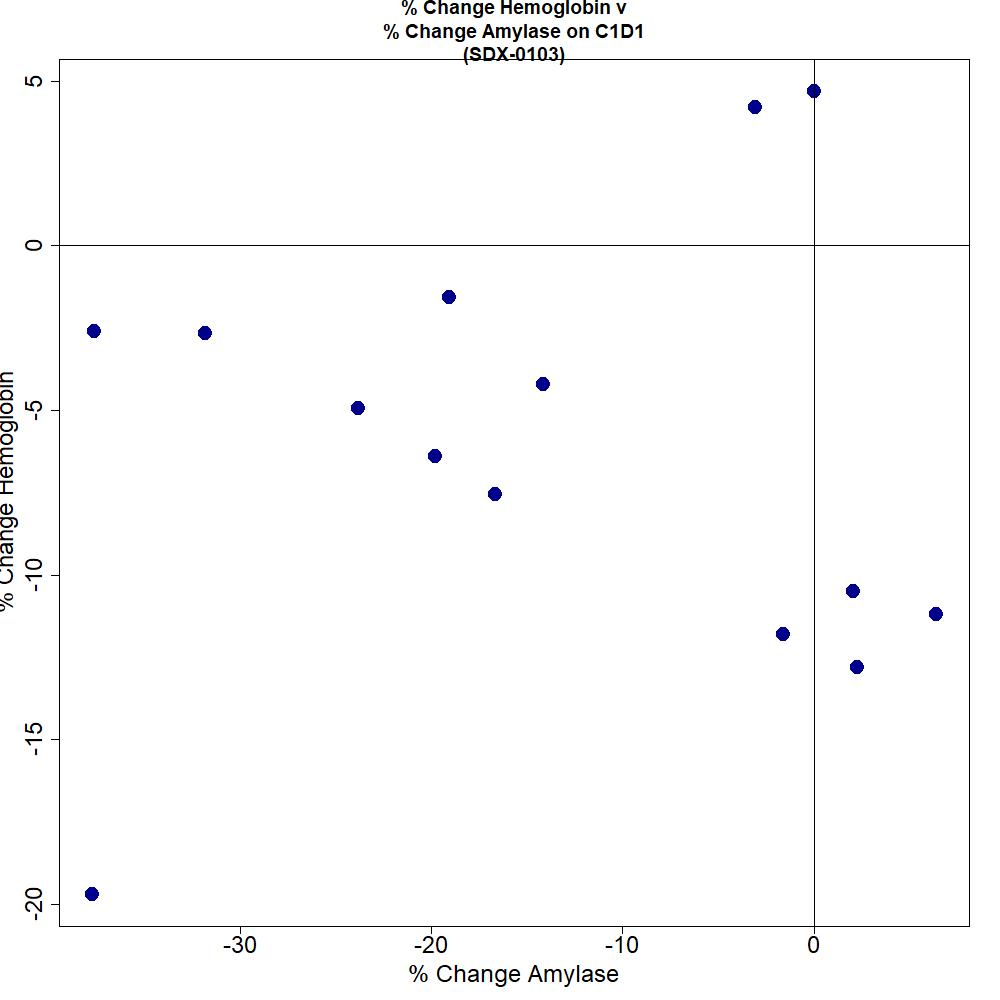 % Change Hemoglobin v
% Change Amylase on C1D1
(SDX-0103)
5
0
-5
-10
-15
-20
% Change Hemoglobin
-30
-20
-10
0
% Change Amylase